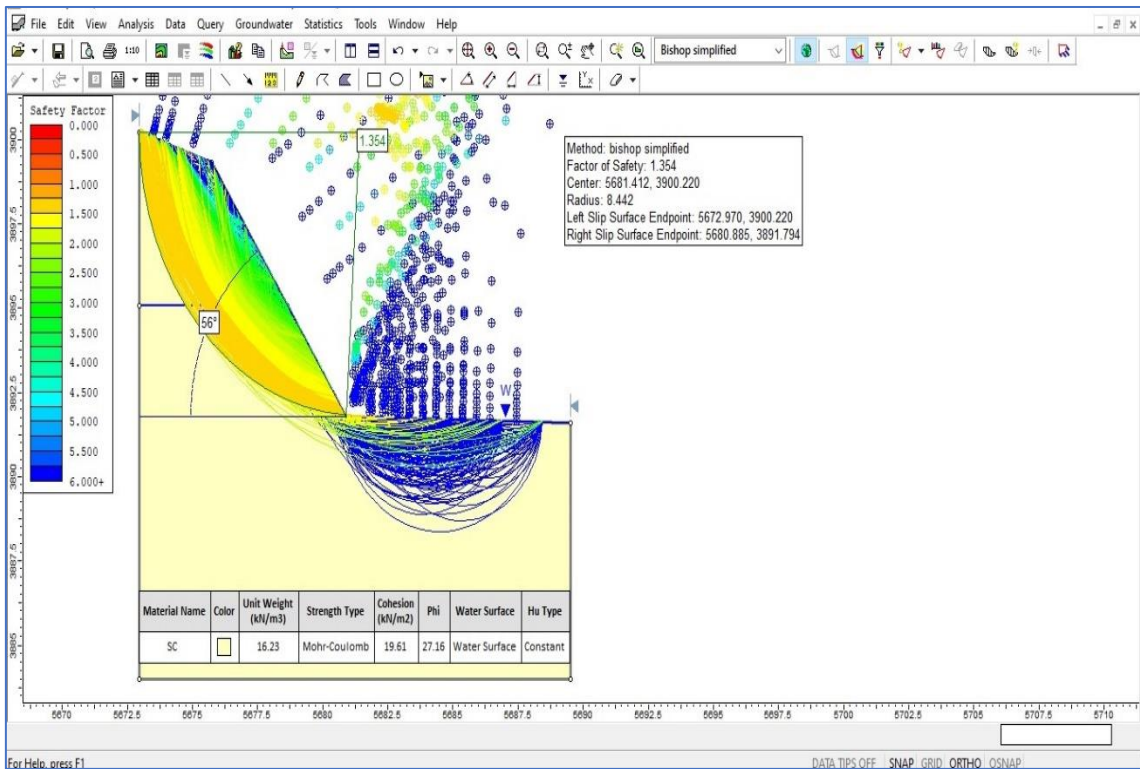 File Edit View Analysis Data Query Groundwater Statistics Tools Window Help
1:10 Bishop simplified
Safety Factor
0.000
0.500
1.000
1.500
2.000
2.500
3.000
3.500
4.000
4.500
5.000
5.500
6.000+
3900
3897.5
3895
3892.5
3890
3887.5
3885
1.354
Method: bishop simplified
Factor of Safety: 1.354
Center: 5681.412, 3900.220
Radius: 8.442
Left Slip Surface Endpoint: 5672.970, 3900.220
Right Slip Surface Endpoint: 5680.885, 3891.794
56°
W
Material Name Color Unit Weight (kN/m3) Strength Type Cohesion (kN/m2) Phi Water Surface Hu Type
SC 16.23 Mohr-Coulomb 19.61 27.16 Water Surface Constant
5670 5672.5 5675 5677.5 5680 5682.5 5685 5687.5 5690 5692.5 5695 5697.5 5700 5702.5 5705 5707.5 5710
For Help, press F1 DATA TIPS OFF SNAP GRID ORTHO OSNAP